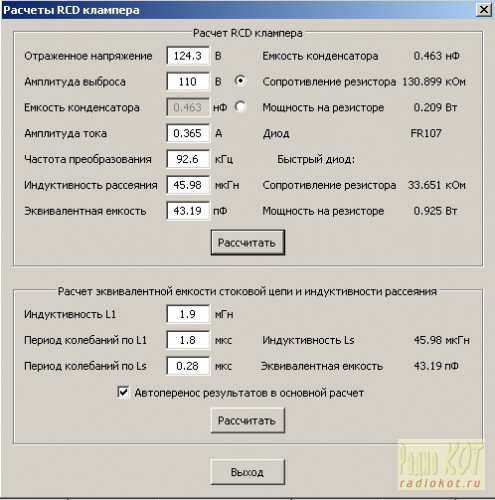 Расчеты RCD клампера
Расчет RCD клампера
Отраженное напряжение 124.3 В Емкость конденсатора 0.463 нФ
Амплитуда выброса 110 В Сопротивление резистора 130.899 кОм
Емкость конденсатора 0.463 нФ Мощность на резисторе 0.209 Вт
Амплитуда тока 0.365 А Диод FR107
Частота преобразования 92.6 кГц Быстрый диод:
Индуктивность рассеяния 45.98 мкГн Сопротивление резистора 33.651 кОм
Эквивалентная емкость 43.19 пФ Мощность на резисторе 0.925 Вт
Рассчитать
Расчет эквивалентной емкости стоковой цепи и индуктивности рассеяния
Индуктивность L1 1.9 мГн
Период колебаний по L1 1.8 мкс Индуктивность Ls 45.98 мкГн
Период колебаний по Ls 0.28 мкс Эквивалентная емкость 43.19 пФ
Автоперенос результатов в основной расчет
Рассчитать
Выход
Радио КОТ
radiokot.ru